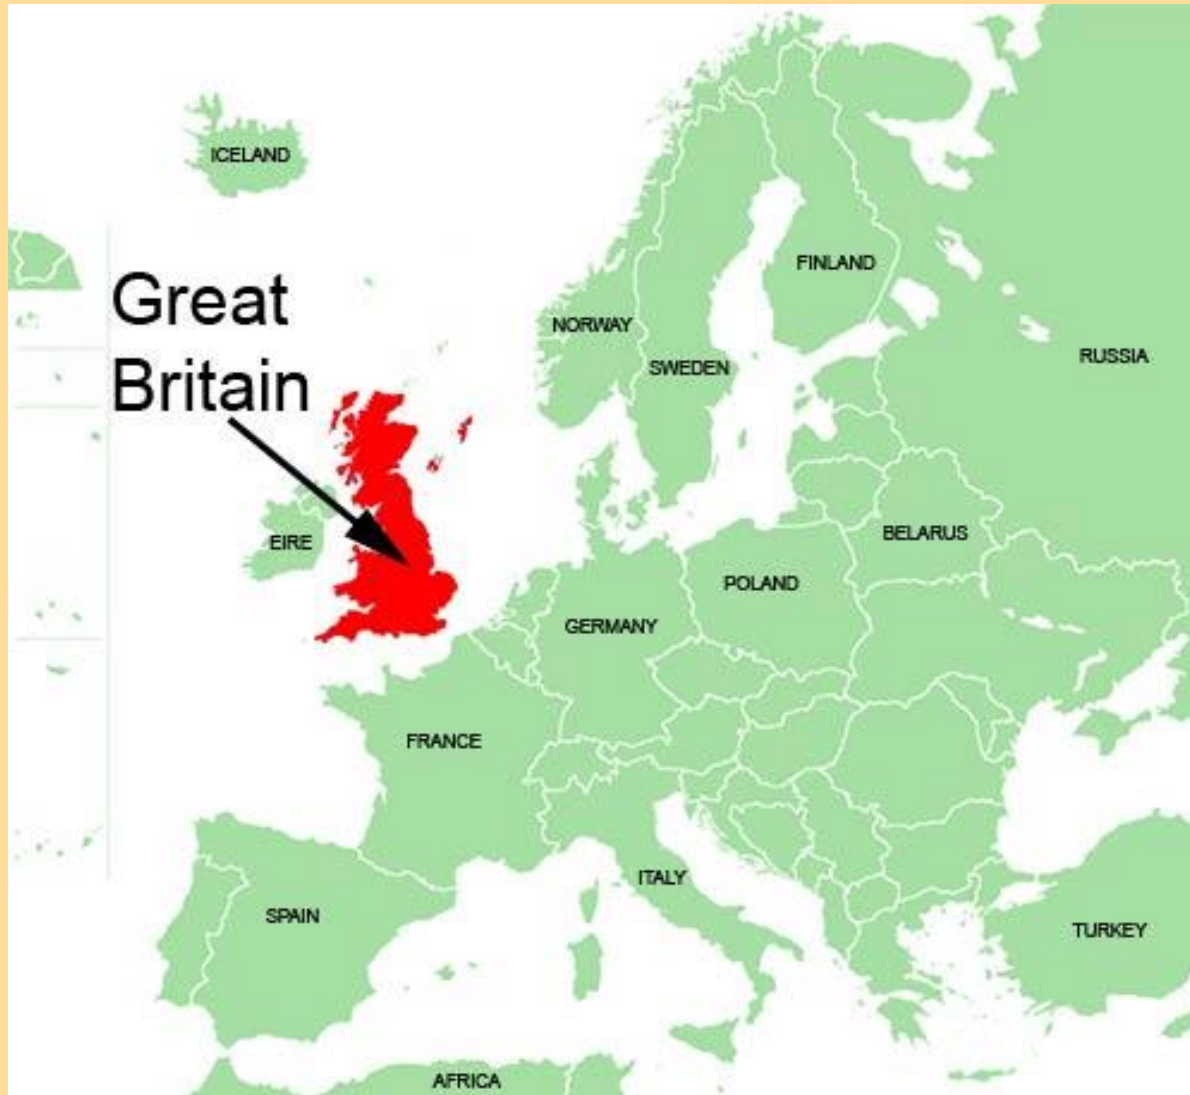 ICELAND
Great
Britain
FINLAND
NORWAY
SWEDEN
RUSSIA
EIRE
BELARUS
POLAND
GERMANY
FRANCE
ITALY
SPAIN
TURKEY
AFRICA